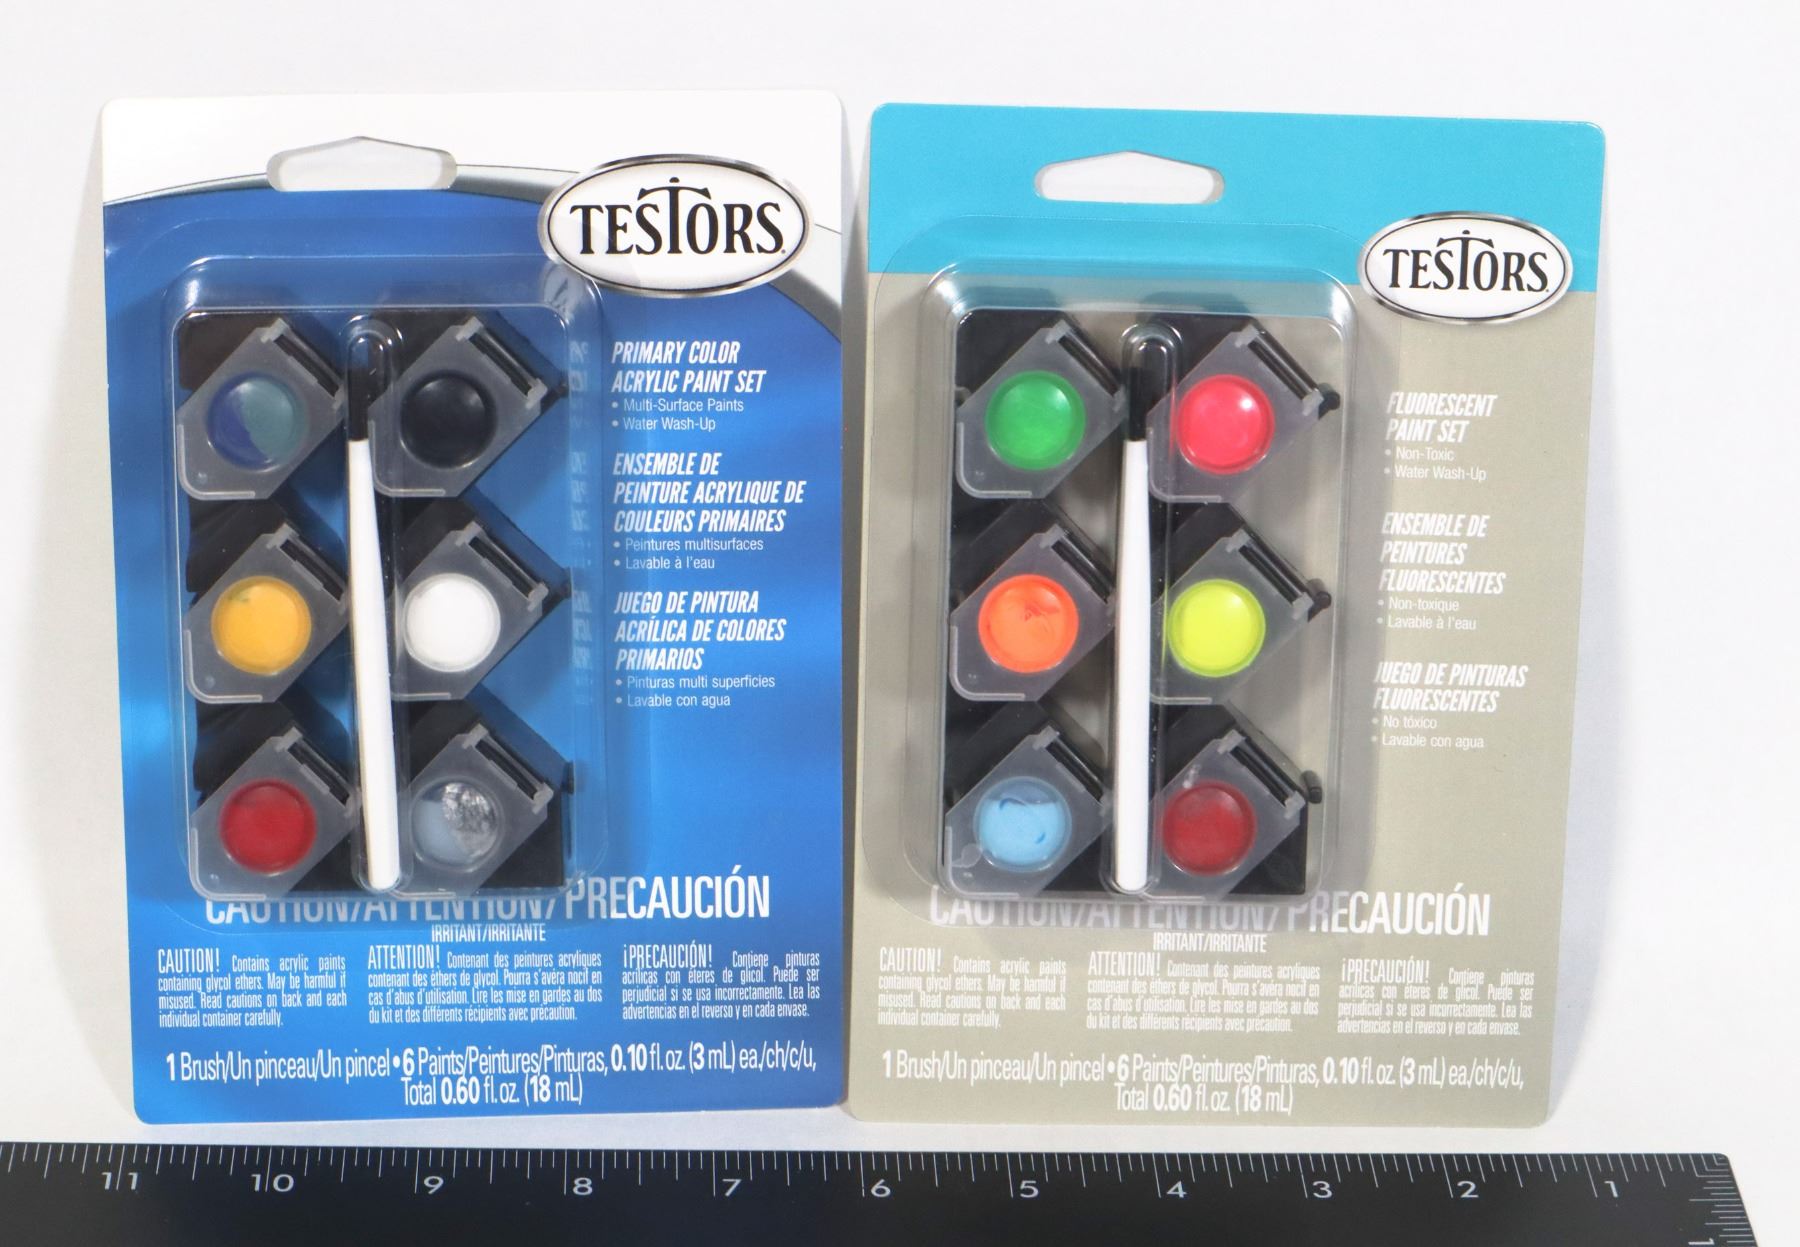 TESTORS
PRIMARY COLOR
ACRYLIC PAINT SET
• Multi-Surface Paints
• Water Wash-Up
ENSEMBLE DE
PEINTURE ACRYLIQUE DE
COULEURS PRIMAIRES
• Peintures multisurfaces
• Lavable à l'eau
JUEGO DE PINTURA
ACRÍLICA DE COLORES
PRIMARIOS
• Pinturas multi superficies
• Lavable con agua
CAUTION/ATTENTION/PRECAUCIÓN
IRRITANT/IRRITANTE
CAUTION! Contains acrylic paints
containing glycol ethers. May be harmful if
misused. Read cautions on back and each
individual container carefully.
ATTENTION! Contenant des peintures acryliques
contenant des éthers de glycol. Pourra s'avéra nocif en
cas d'abus d'utilisation. Lire les mise en gardes au dos
du kit et des différents récipients avec précaution.
¡PRECAUCIÓN! Contiene pinturas
acrílicas con éteres de glicol. Puede ser
perjudicial si se usa incorrectamente. Lea las
advertencias en el reverso y en cada envase.
1 Brush/Un pinceau/Un pincel • 6 Paints/Peintures/Pinturas, 0.10 fl. oz. (3 mL) ea./ch/c/u,
Total 0.60 fl. oz. (18 mL)
TESTORS
FLUORESCENT
PAINT SET
• Non-Toxic
• Water Wash-Up
ENSEMBLE DE
PEINTURES
FLUORESCENTES
• Non-toxique
• Lavable à l'eau
JUEGO DE PINTURAS
FLUORESCENTES
• No tóxico
• Lavable con agua
CAUTION/ATTENTION/PRECAUCIÓN
IRRITANT/IRRITANTE
CAUTION! Contains acrylic paints
containing glycol ethers. May be harmful if
misused. Read cautions on back and each
individual container carefully.
ATTENTION! Contenant des peintures acryliques
contenant des éthers de glycol. Pourra s'avéra nocif en
cas d'abus d'utilisation. Lire les mise en gardes au dos
du kit et des différents récipients avec précaution.
¡PRECAUCIÓN! Contiene pinturas
acrílicas con éteres de glicol. Puede ser
perjudicial si se usa incorrectamente. Lea las
advertencias en el reverso y en cada envase.
1 Brush/Un pinceau/Un pincel • 6 Paints/Peintures/Pinturas, 0.10 fl. oz. (3 mL) ea./ch/c/u,
Total 0.60 fl. oz. (18 mL)
11 10 9 8 7 6 5 4 3 2 1
1